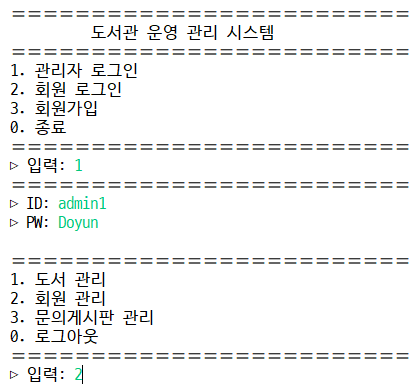 ==========================
도서관 운영 관리 시스템
==========================
1. 관리자 로그인
2. 회원 로그인
3. 회원가입
0. 종료
==========================
▷ 입력: 1
==========================
▷ ID: admin1
▷ PW: Doyun
==========================
1. 도서 관리
2. 회원 관리
3. 문의게시판 관리
0. 로그아웃
==========================
▷ 입력: 2